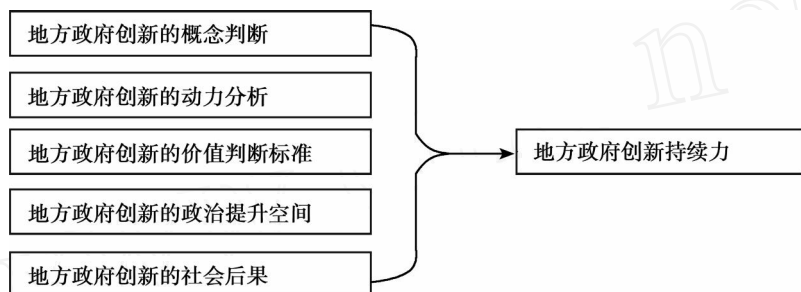 地方政府创新的概念判断
地方政府创新的动力分析
地方政府创新的价值判断标准
地方政府创新持续力
地方政府创新的政治提升空间
地方政府创新的社会后果